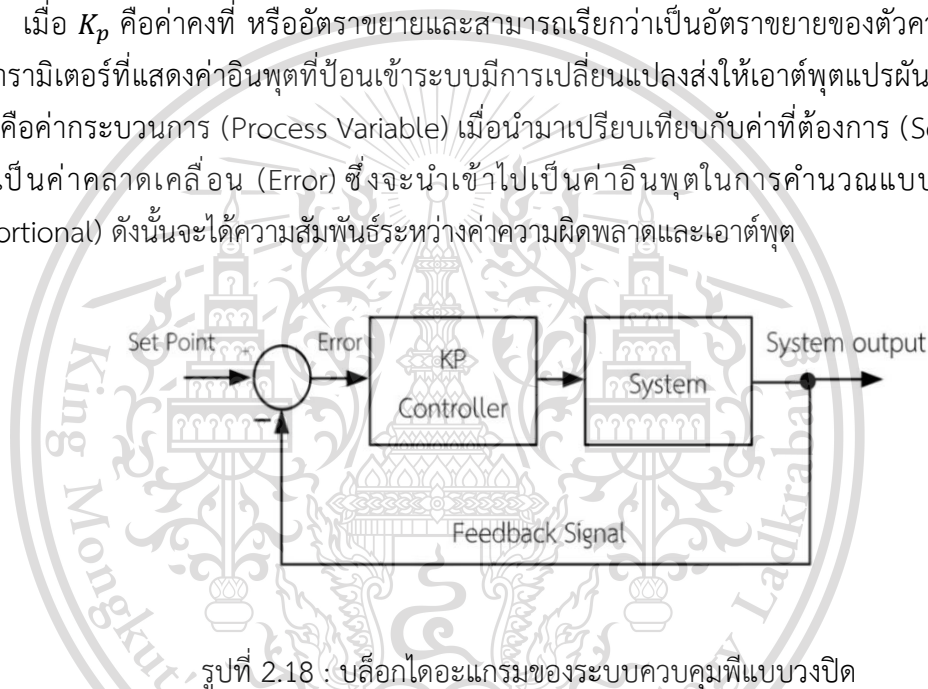 เมื่อ K_p คือค่าคงที่ หรืออัตราขยายและสามารถเรียกว่าเป็นอัตราขยายของตัว
รามิเตอร์ที่แสดงค่าอินพุตที่ป้อนเข้าระบบมีการเปลี่ยนแปลงส่งให้เอาต์พุตแปรผัน
คือค่ากระบวนการ (Process Variable) เมื่อนำมาเปรียบเทียบกับค่าที่ต้องการ (Se
เป็นค่าคลาดเคลื่อน (Error) ซึ่งจะนำเข้าไปเป็นค่าอินพุตในการคำนวณแบบ
ortional) ดังนั้นจะได้ความสัมพันธ์ระหว่างค่าความผิดพลาดและเอาต์พุต
Set Point
Error
KP
Controller
System
System output
Feedback Signal
รูปที่ 2.18 : บล็อกไดอะแกรมของระบบควบคุมพีแบบวงปิด
King Mongkut
Ladkrabang